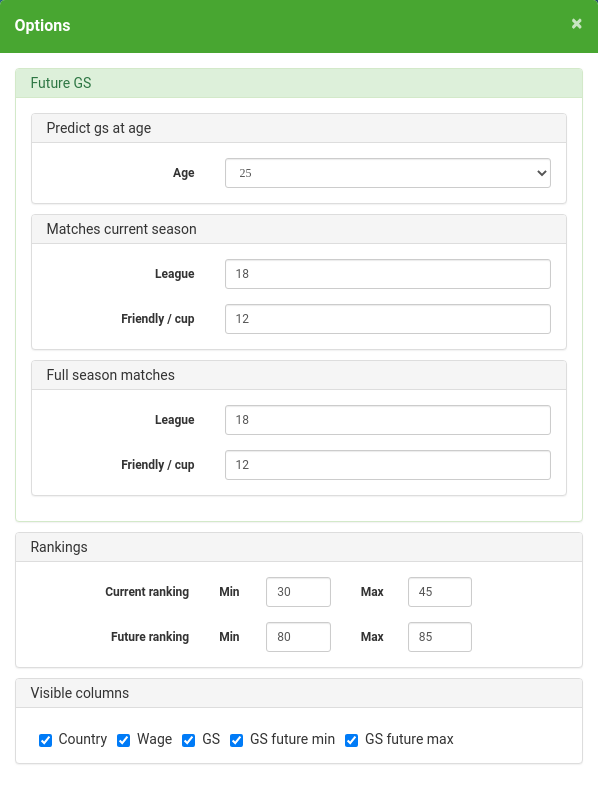 Options ×
Future GS
Predict gs at age
Age 25
Matches current season
League 18
Friendly / cup 12
Full season matches
League 18
Friendly / cup 12
Rankings
Current ranking Min 30 Max 45
Future ranking Min 80 Max 85
Visible columns
Country Wage GS GS future min GS future max